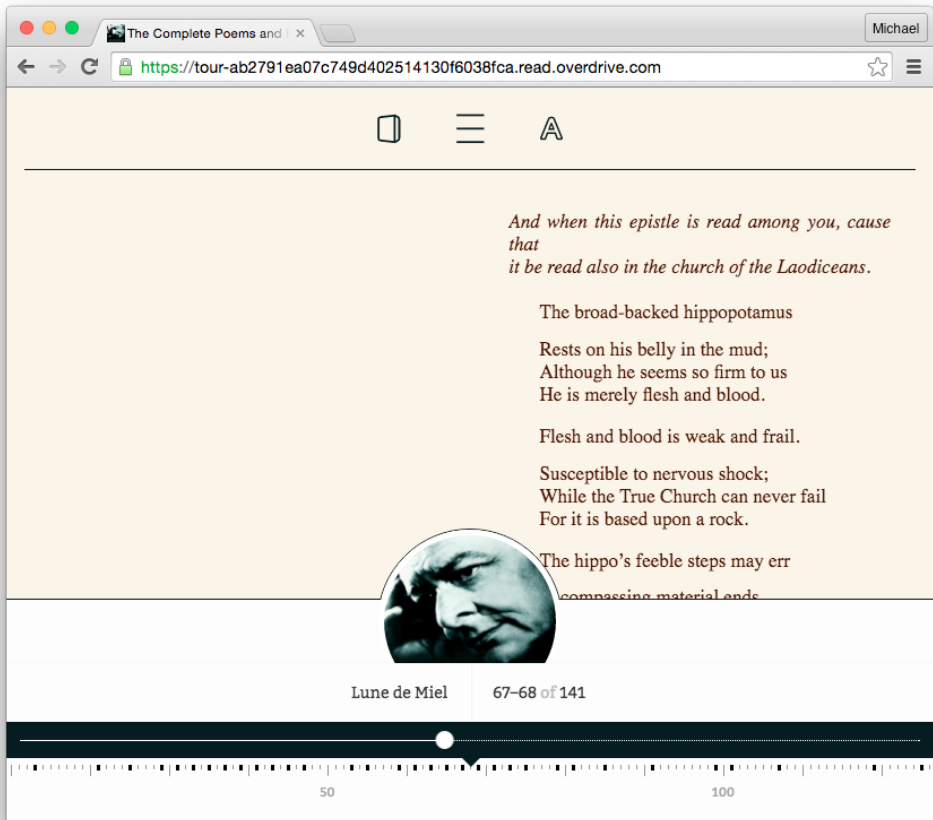 The Complete Poems and
Michael
https://tour-ab2791ea07c749d402514130f6038fca.read.overdrive.com
A
And when this epistle is read among you, cause
that
it be read also in the church of the Laodiceans.
The broad-backed hippopotamus
Rests on his belly in the mud;
Although he seems so firm to us
He is merely flesh and blood.
Flesh and blood is weak and frail.
Susceptible to nervous shock;
While the True Church can never fail
For it is based upon a rock.
The hippo’s feeble steps may err
compassing material ends
Lune de Miel
67–68 of 141
50
100